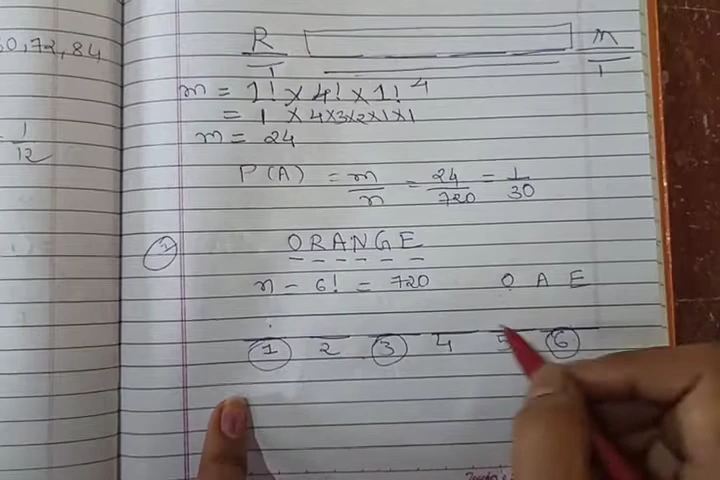 60,72,84
1
12
R m
1 4 1
m = 1! × 4! × 1!
= 1 × 4×3×2×1×1
m = 24
P(A) = m/n = 24/720 = 1/30
ORANGE
n = 6! = 720 O A E
1 2 3 4 5 6